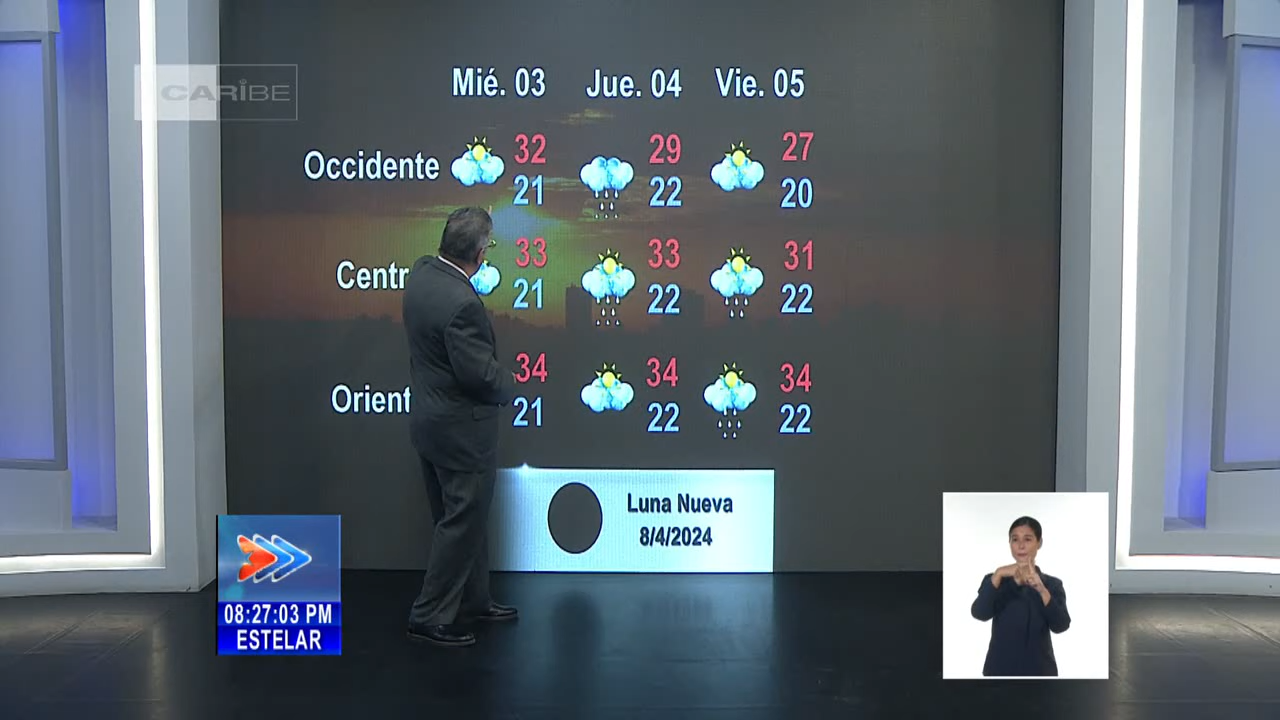 CARIBE
Mié. 03 Jue. 04 Vie. 05
Occidente 32 29 27
21 22 20
Centr 33 33 31
21 22 22
Orient 34 34 34
21 22 22
Luna Nueva
8/4/2024
08:27:03 PM
ESTELAR